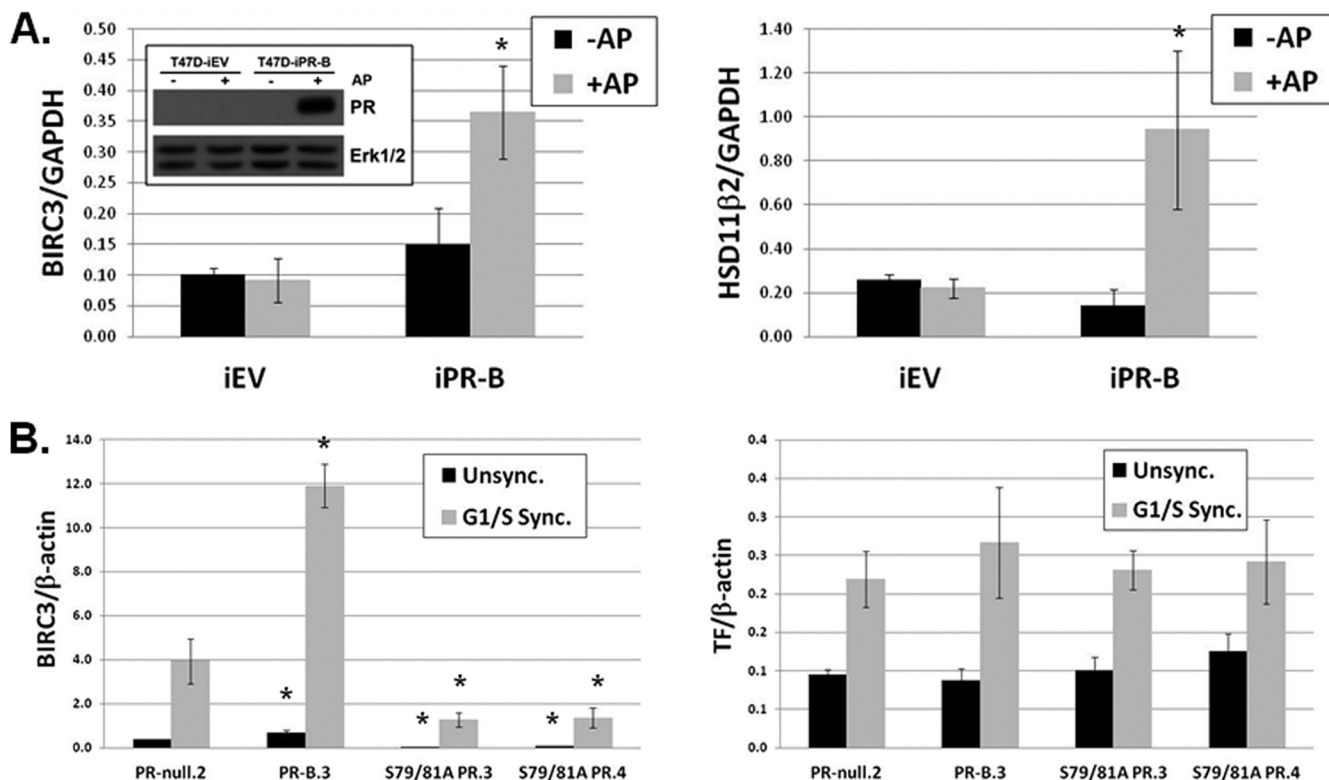 A.
BIRC3/GAPDH
0.50
0.45
0.40
0.35
0.30
0.25
0.20
0.15
0.10
0.05
0.00
T47D-iEV T47D-iPR-B
- + - + AP
PR
Erk1/2
*
-AP
+AP
iEV iPR-B
HSD11β2/GAPDH
1.40
1.20
1.00
0.80
0.60
0.40
0.20
0.00
*
-AP
+AP
iEV iPR-B
B.
BIRC3/β-actin
14.0
12.0
10.0
8.0
6.0
4.0
2.0
0.0
* * * * * *
Unsync.
G1/S Sync.
PR-null.2 PR-B.3 S79/81A PR.3 S79/81A PR.4
TF/β-actin
0.4
0.4
0.3
0.3
0.2
0.2
0.1
0.1
0.0
Unsync.
G1/S Sync.
PR-null.2 PR-B.3 S79/81A PR.3 S79/81A PR.4